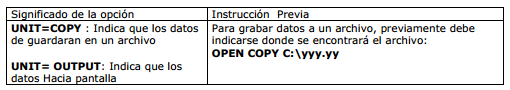 Significado de la opción
Instrucción Previa
UNIT=COPY : Indica que los datos
de guardaran en un archivo
UNIT= OUTPUT: Indica que los
datos Hacia pantalla
Para grabar datos a un archivo, previamente debe
indicarse donde se encontrará el archivo:
OPEN COPY C:\yyy.yy